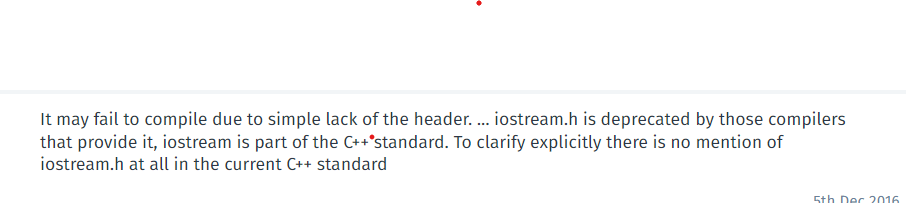 It may fail to compile due to simple lack of the header. ... iostream.h is deprecated by those compilers
that provide it, iostream is part of the C++ standard. To clarify explicitly there is no mention of
iostream.h at all in the current C++ standard
5th Dec 2016